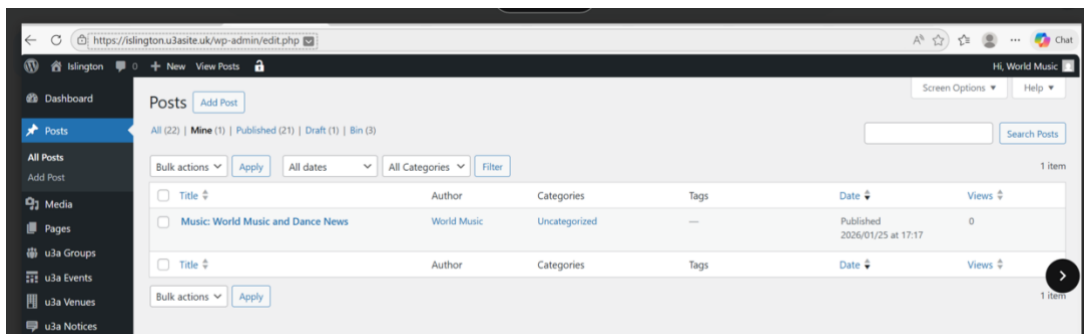 https://islington.u3asite.uk/wp-admin/edit.php
Chat
Islington 0 + New View Posts Hi, World Music
Dashboard
Posts
All Posts
Add Post
Media
Pages
u3a Groups
u3a Events
u3a Venues
u3a Notices
Screen Options Help
Posts Add Post
All (22) | Mine (1) | Published (21) | Draft (1) | Bin (3)
Search Posts
Bulk actions Apply All dates All Categories Filter 1 item
Title Author Categories Tags Date Views
Music: World Music and Dance News World Music Uncategorized — Published 0
2026/01/25 at 17:17
Title Author Categories Tags Date Views
Bulk actions Apply 1 item